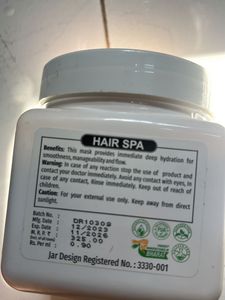 HAIR SPA
Benefits: This mask provides immediate deep hydration for
smoothness, manageability and flow.
Warning: In case of any reaction stop the use of product and
contact your doctor immediately. Avoid any contact with eyes, In
case of any contact, Rinse immediately. Keep out of reach of
children.
Caution: For your external use only. Keep away from direct
sunlight.
Batch No. : DR10309
Mfg. Date : 12/2023
Exp. Date : 11/2026
M. R. P. ₹ : 325.00
Rs. Per ml : 0.90
BHARAT
Jar Design Registered No. : 3330-001